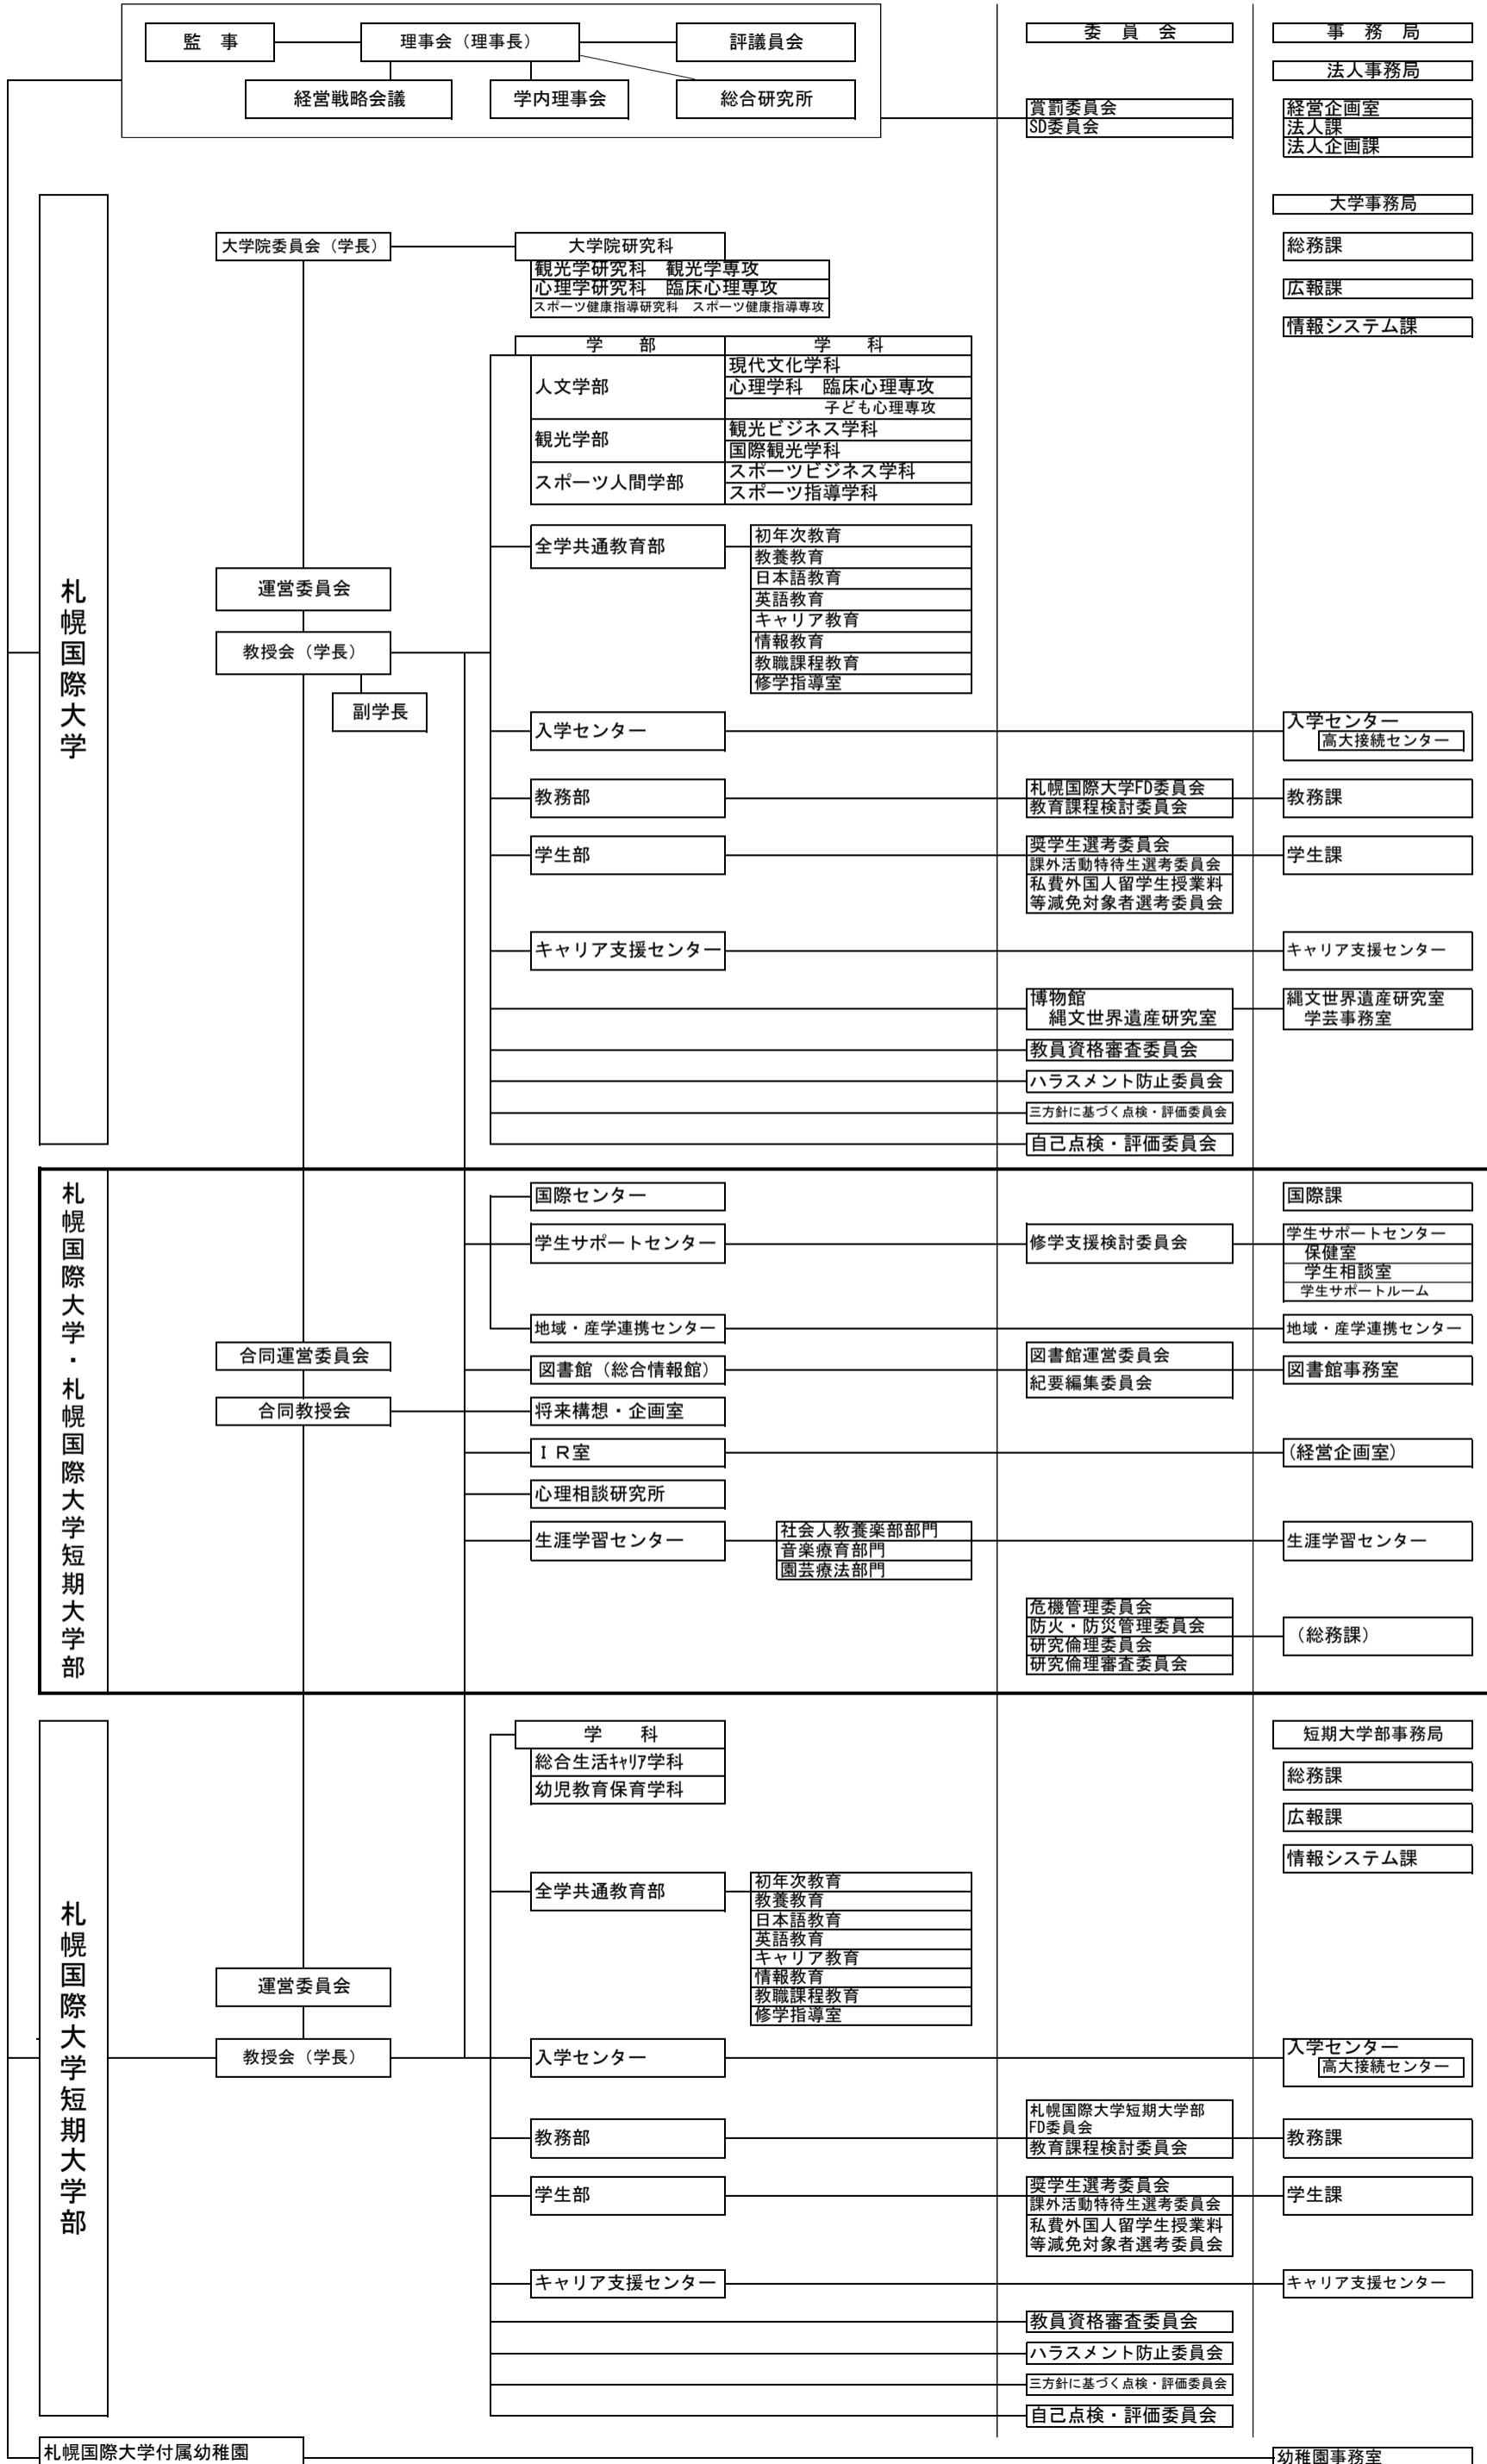 監　事
理事会（理事長）
評議員会
経営戦略会議
学内理事会
総合研究所
委　員　会
事　務　局
法人事務局
賞罰委員会
SD委員会
経営企画室
法人課
法人企画課
札幌国際大学
大学事務局
大学院委員会（学長）
大学院研究科
観光学研究科　観光学専攻
心理学研究科　臨床心理専攻
スポーツ健康指導研究科　スポーツ健康指導専攻
総務課
広報課
情報システム課
学　　部
学　　科
人文学部
現代文化学科
心理学科　臨床心理専攻
子ども心理専攻
観光学部
観光ビジネス学科
国際観光学科
スポーツ人間学部
スポーツビジネス学科
スポーツ指導学科
全学共通教育部
初年次教育
教養教育
日本語教育
英語教育
キャリア教育
情報教育
教職課程教育
修学指導室
運営委員会
教授会（学長）
副学長
入学センター
入学センター
高大接続センター
教務部
札幌国際大学FD委員会
教育課程検討委員会
教務課
学生部
奨学生選考委員会
課外活動特待生選考委員会
私費外国人留学生授業料
等減免対象者選考委員会
学生課
キャリア支援センター
キャリア支援センター
博物館
縄文世界遺産研究室
縄文世界遺産研究室
学芸事務室
教員資格審査委員会
ハラスメント防止委員会
三方針に基づく点検・評価委員会
自己点検・評価委員会
札幌国際大学・札幌国際大学短期大学部
国際センター
国際課
学生サポートセンター
修学支援検討委員会
学生サポートセンター
保健室
学生相談室
学生サポートルーム
地域・産学連携センター
地域・産学連携センター
合同運営委員会
図書館（総合情報館）
図書館運営委員会
紀要編集委員会
図書館事務室
合同教授会
将来構想・企画室
ＩＲ室
（経営企画室）
心理相談研究所
生涯学習センター
社会人教養楽部部門
音楽療育部門
園芸療法部門
生涯学習センター
危機管理委員会
防火・防災管理委員会
研究倫理委員会
研究倫理審査委員会
（総務課）
札幌国際大学短期大学部
学　　科
総合生活ｷｬﾘｱ学科
幼児教育保育学科
短期大学部事務局
総務課
広報課
情報システム課
全学共通教育部
初年次教育
教養教育
日本語教育
英語教育
キャリア教育
情報教育
教職課程教育
修学指導室
運営委員会
教授会（学長）
入学センター
入学センター
高大接続センター
教務部
札幌国際大学短期大学部
FD委員会
教育課程検討委員会
教務課
学生部
奨学生選考委員会
課外活動特待生選考委員会
私費外国人留学生授業料
等減免対象者選考委員会
学生課
キャリア支援センター
キャリア支援センター
教員資格審査委員会
ハラスメント防止委員会
三方針に基づく点検・評価委員会
自己点検・評価委員会
札幌国際大学付属幼稚園
幼稚園事務室